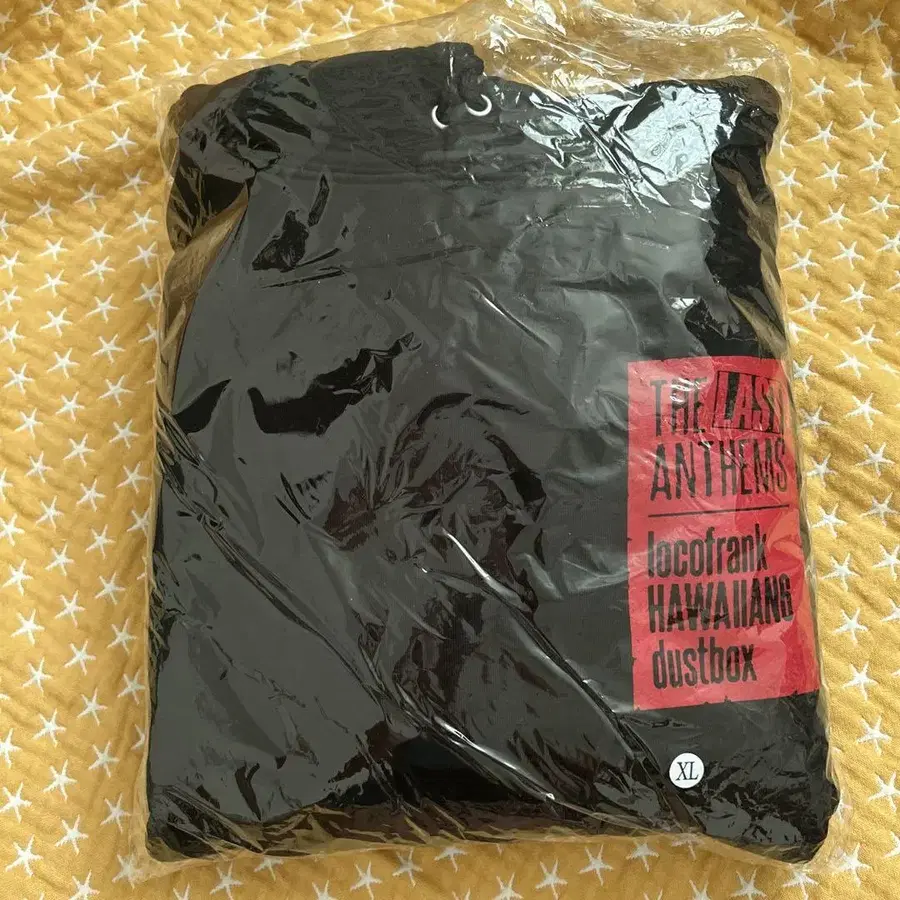 THE LAST
ANTHEMS
locofrank
HAWAIIAN6
dustbox
XL